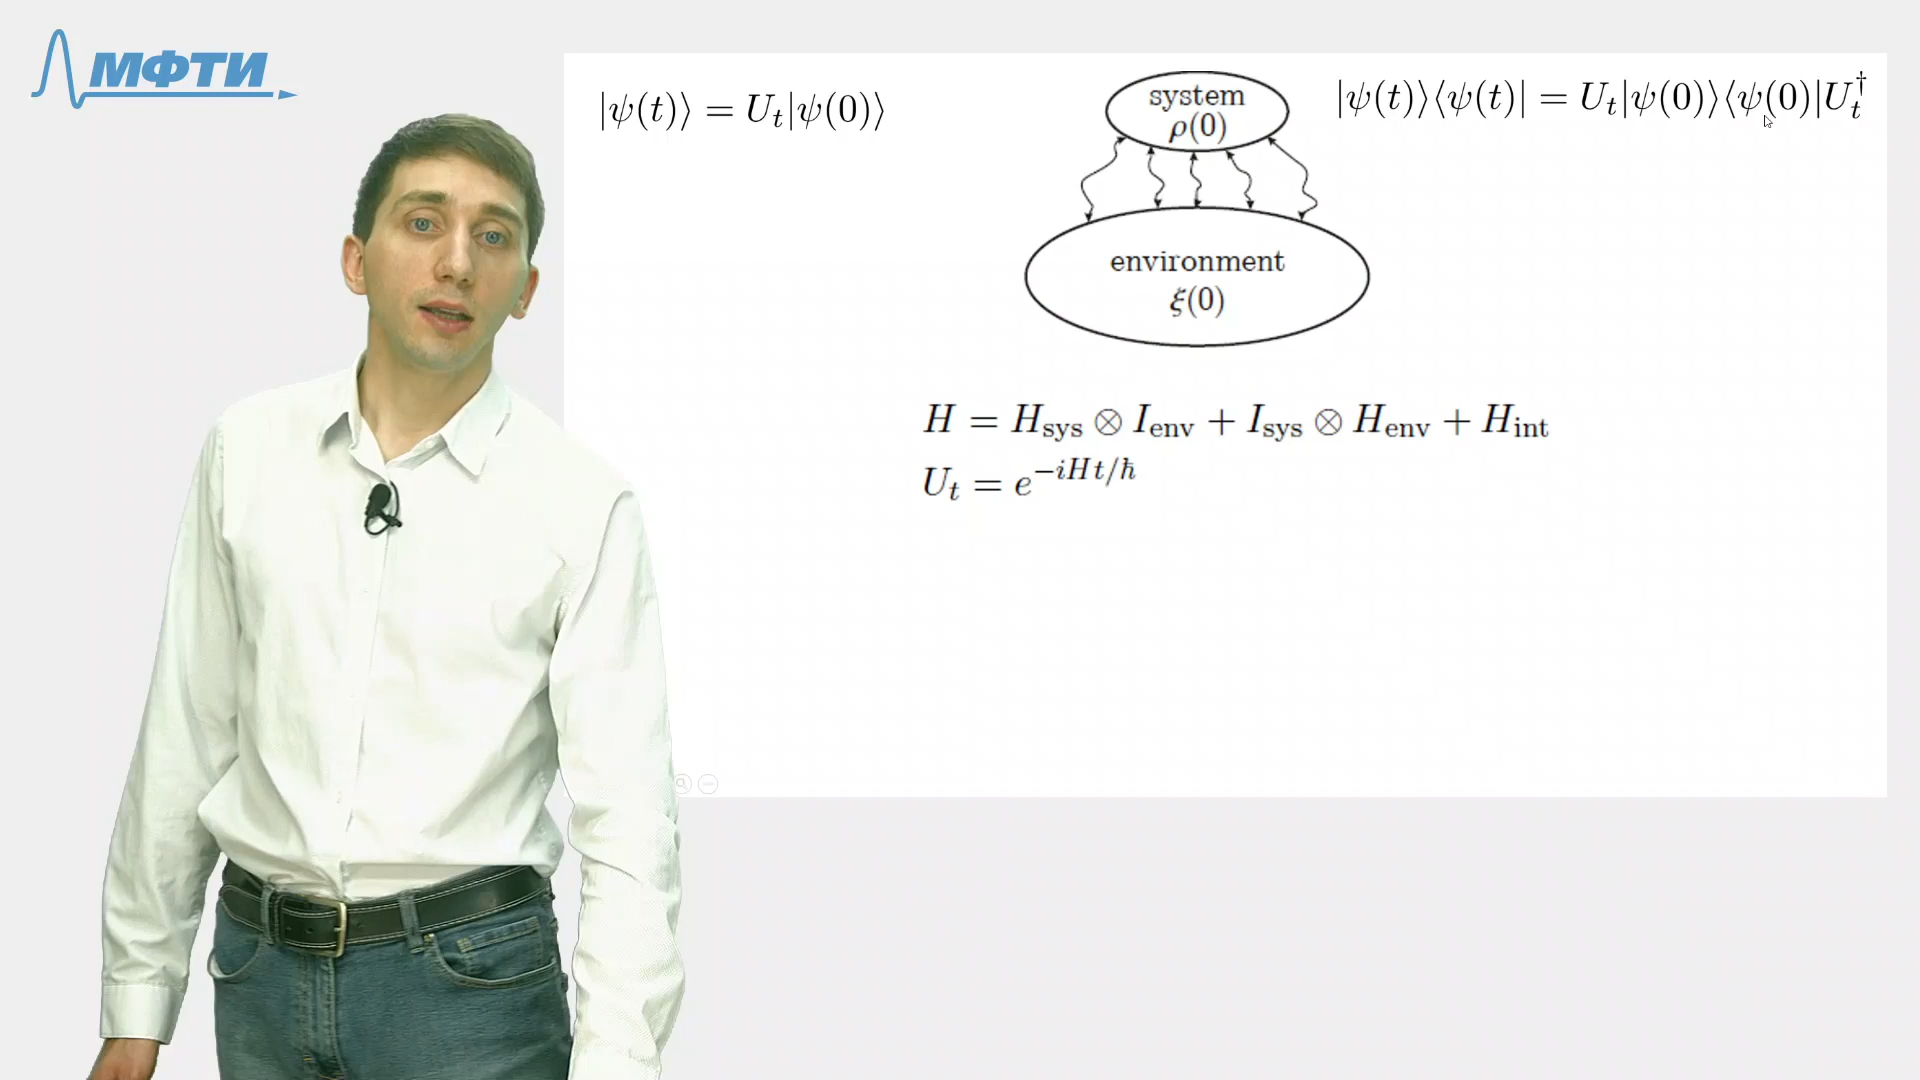 МФТИ
|ψ(t)⟩ = U_t|ψ(0)⟩
system
ρ(0)
|ψ(t)⟩⟨ψ(t)| = U_t|ψ(0)⟩⟨ψ(0)|U_t^†
environment
ξ(0)
H = H_sys ⊗ I_env + I_sys ⊗ H_env + H_int
U_t = e^{−iHt/ħ}